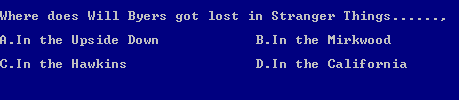 Where does Will Byers got lost in Stranger Things......,
A.In the Upside Down B.In the Mirkwood
C.In the Hawkins D.In the California